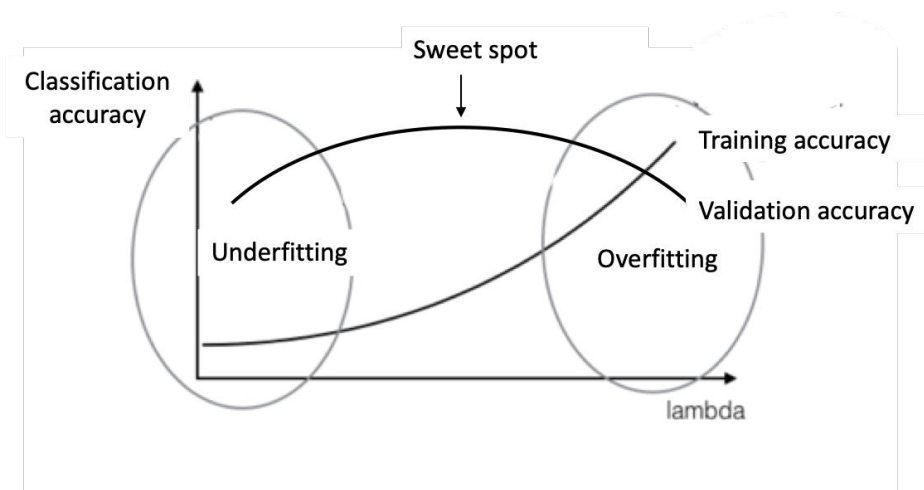 Sweet spot
Classification
accuracy
Training accuracy
Validation accuracy
Underfitting
Overfitting
lambda